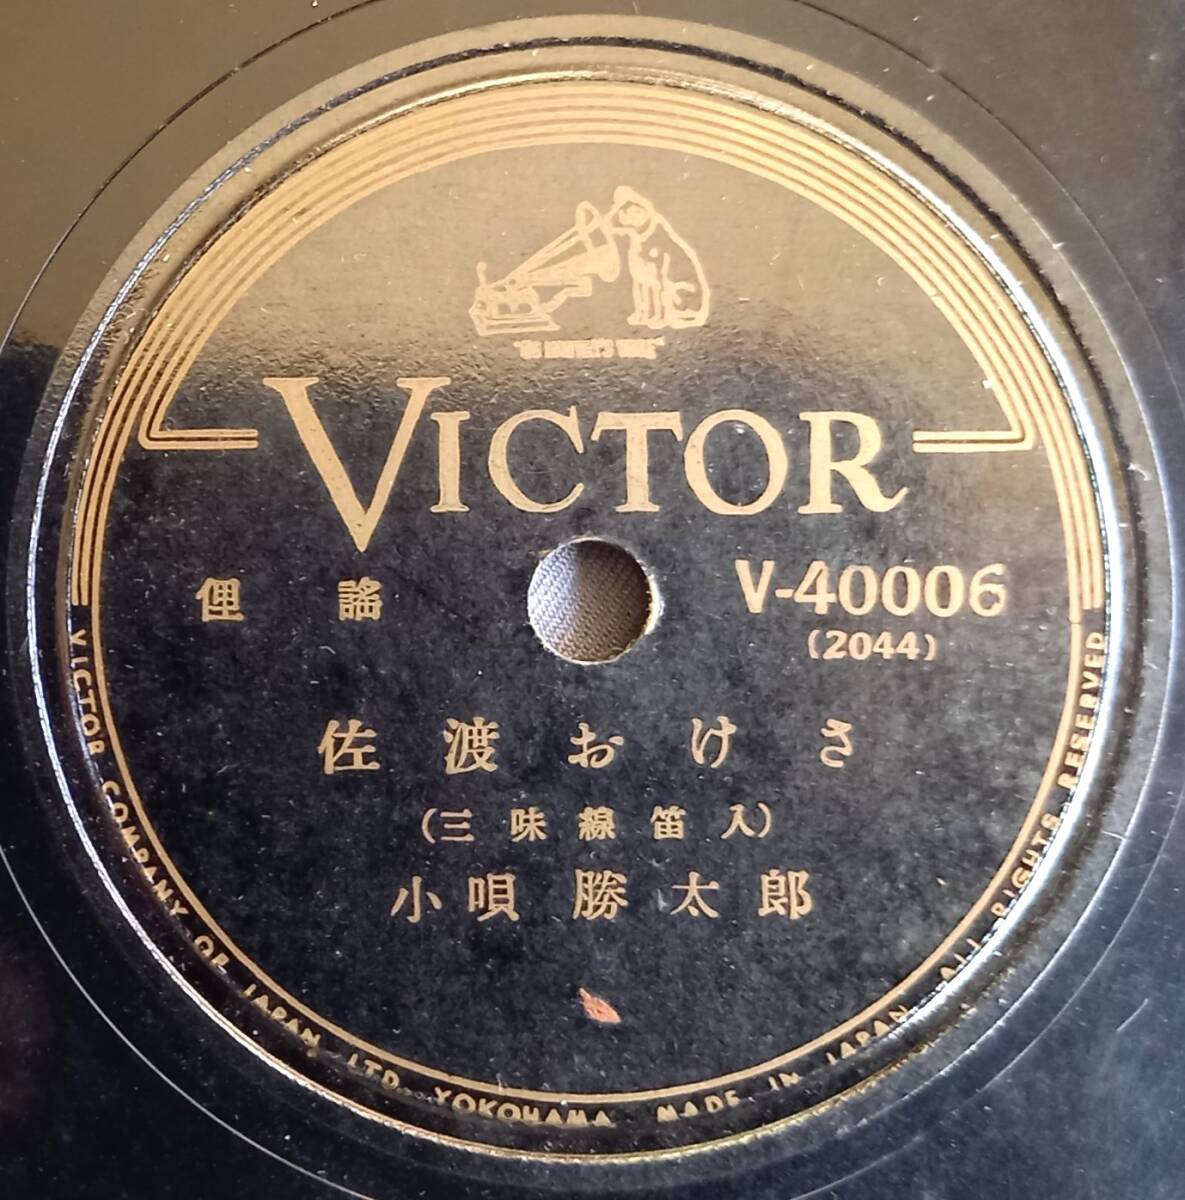 "HIS MASTER'S VOICE"
VICTOR
俚謠
V-40006
(2044)
佐渡おけさ
(三味線笛入)
小唄勝太郎
VICTOR COMPANY OF JAPAN, LTD. YOKOHAMA MADE IN JAPAN ALL RIGHTS RESERVED